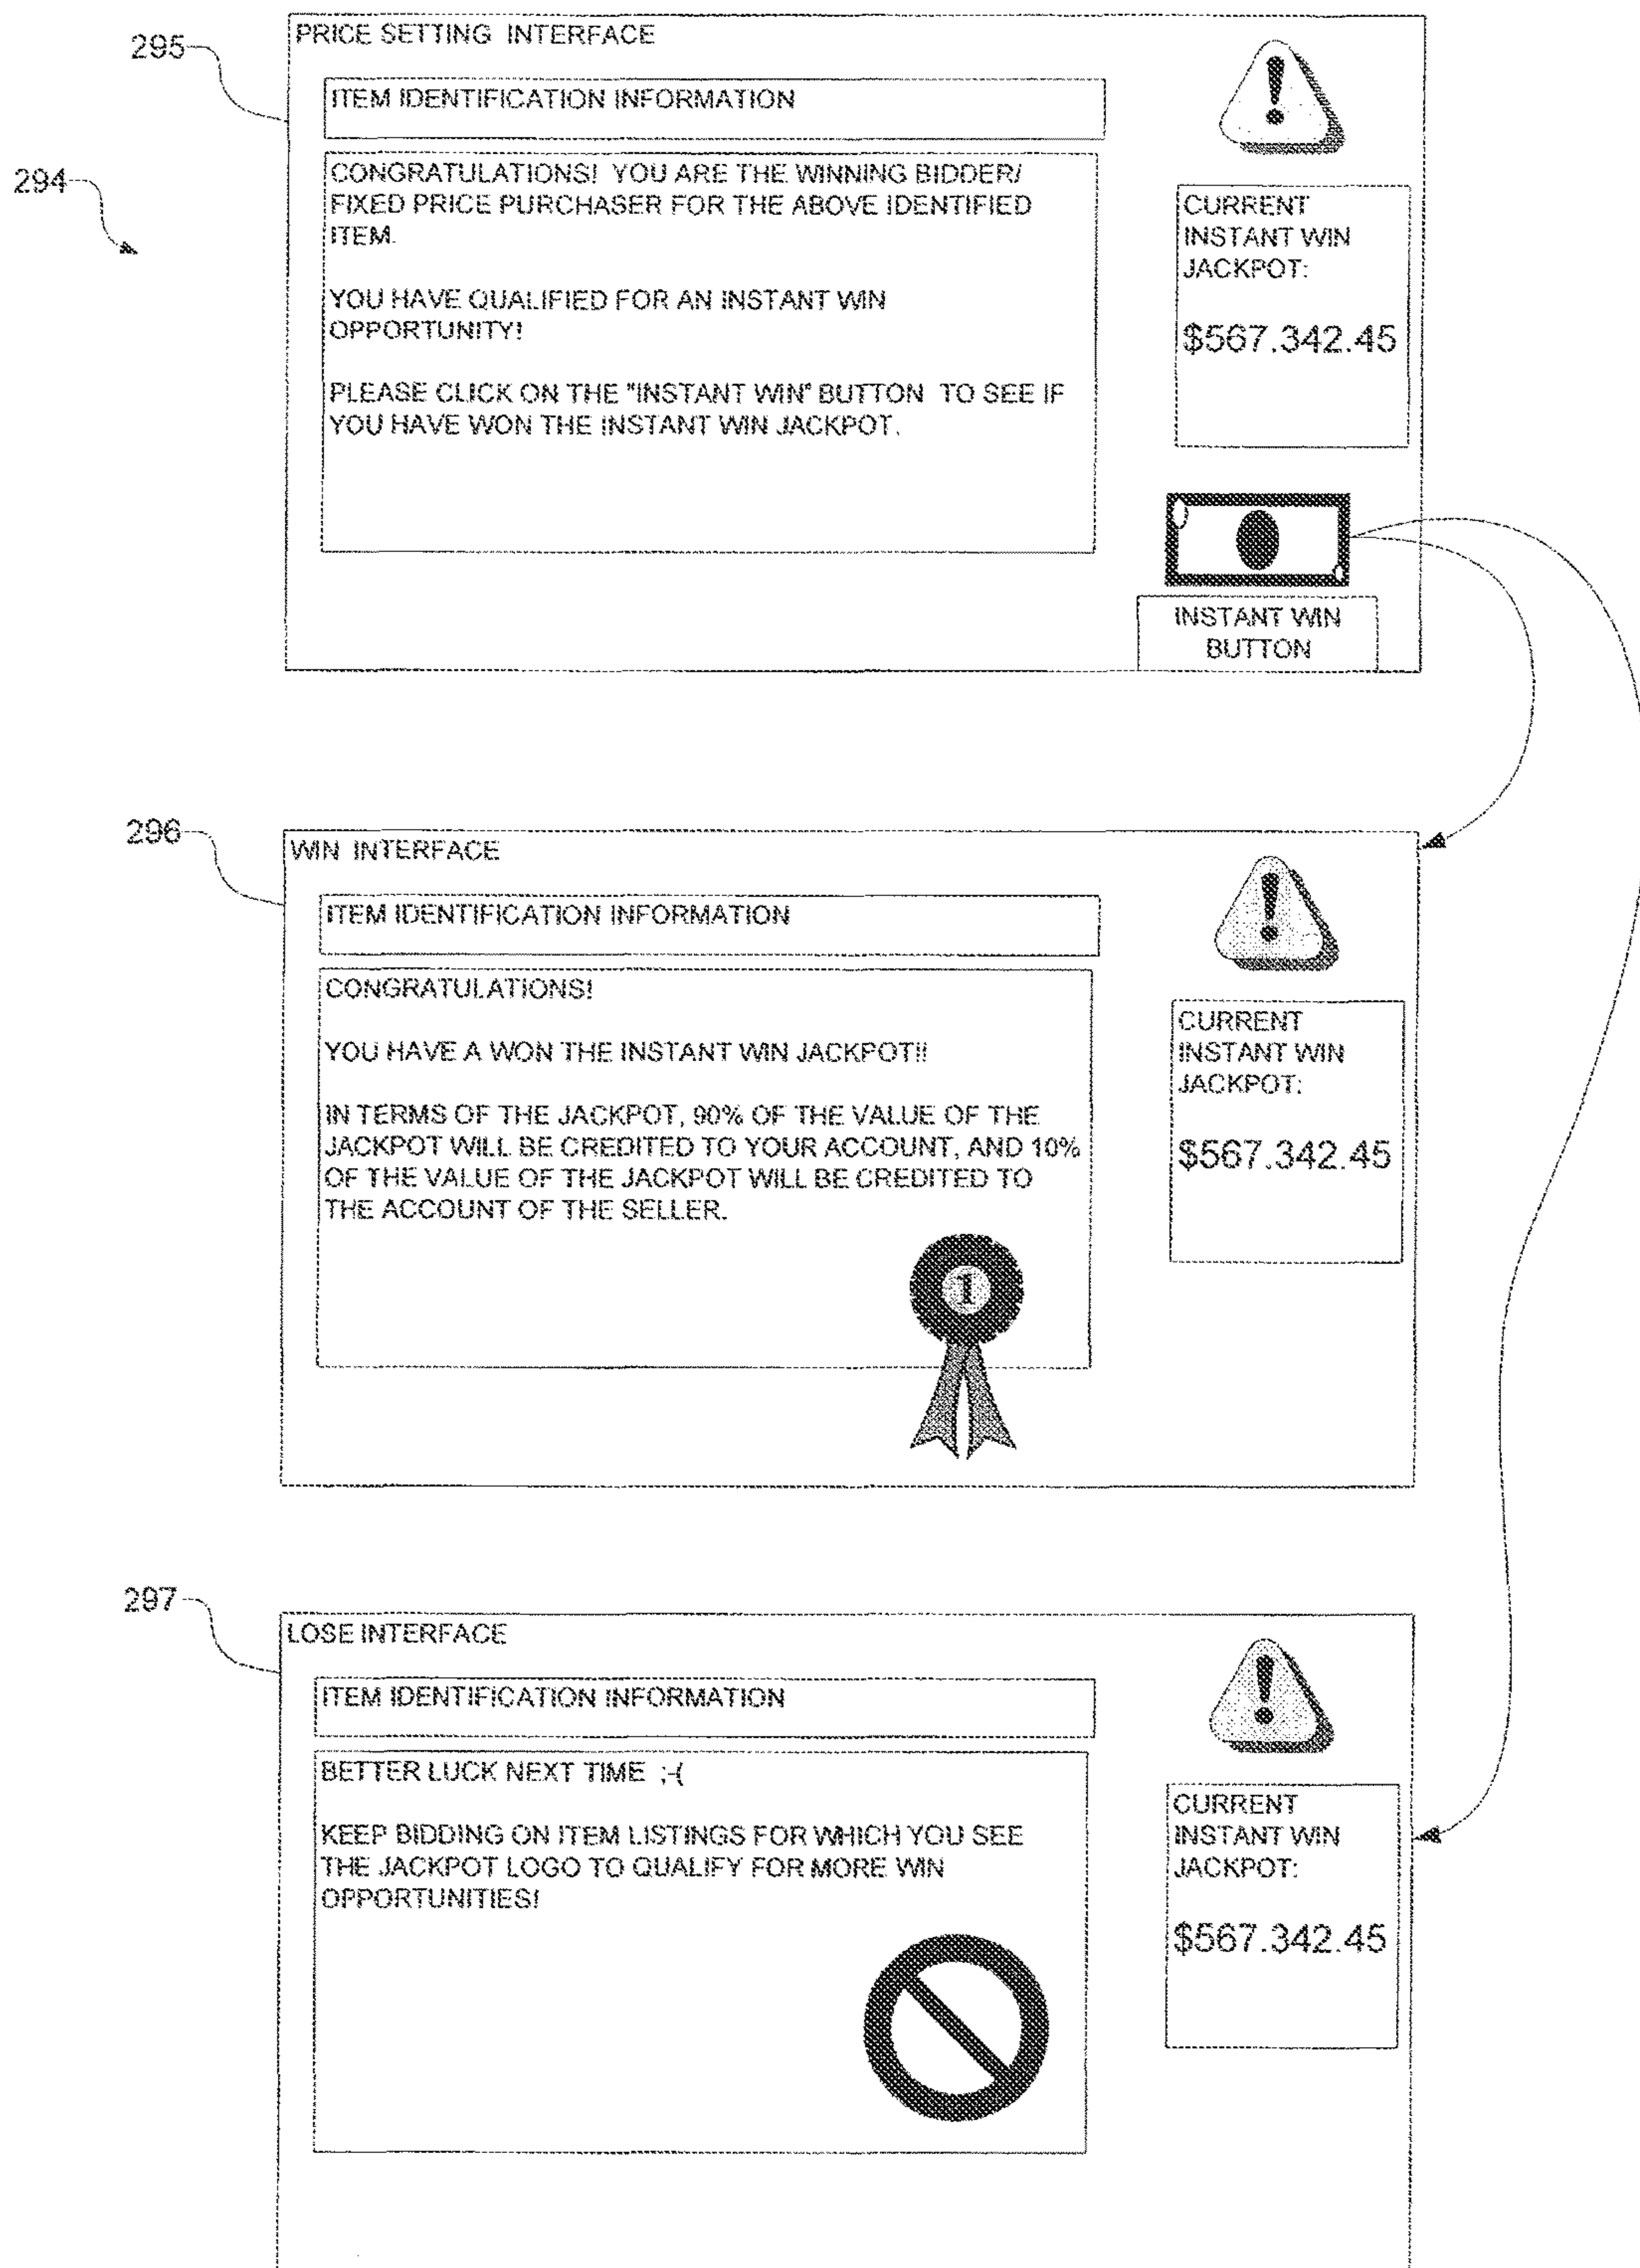 295
PRICE SETTING INTERFACE
ITEM IDENTIFICATION INFORMATION
294
CONGRATULATIONS! YOU ARE THE WINNING BIDDER/
FIXED PRICE PURCHASER FOR THE ABOVE IDENTIFIED
ITEM.
YOU HAVE QUALIFIED FOR AN INSTANT WIN
OPPORTUNITY!
PLEASE CLICK ON THE "INSTANT WIN" BUTTON TO SEE IF
YOU HAVE WON THE INSTANT WIN JACKPOT.
CURRENT
INSTANT WIN
JACKPOT:
$567.342.45
INSTANT WIN
BUTTON
296
WIN INTERFACE
ITEM IDENTIFICATION INFORMATION
CONGRATULATIONS!
YOU HAVE A WON THE INSTANT WIN JACKPOT!!
IN TERMS OF THE JACKPOT, 90% OF THE VALUE OF THE
JACKPOT WILL BE CREDITED TO YOUR ACCOUNT, AND 10%
OF THE VALUE OF THE JACKPOT WILL BE CREDITED TO
THE ACCOUNT OF THE SELLER.
1
CURRENT
INSTANT WIN
JACKPOT:
$567.342.45
297
LOSE INTERFACE
ITEM IDENTIFICATION INFORMATION
BETTER LUCK NEXT TIME ;-(
KEEP BIDDING ON ITEM LISTINGS FOR WHICH YOU SEE
THE JACKPOT LOGO TO QUALIFY FOR MORE WIN
OPPORTUNITIES!
CURRENT
INSTANT WIN
JACKPOT:
$567.342.45